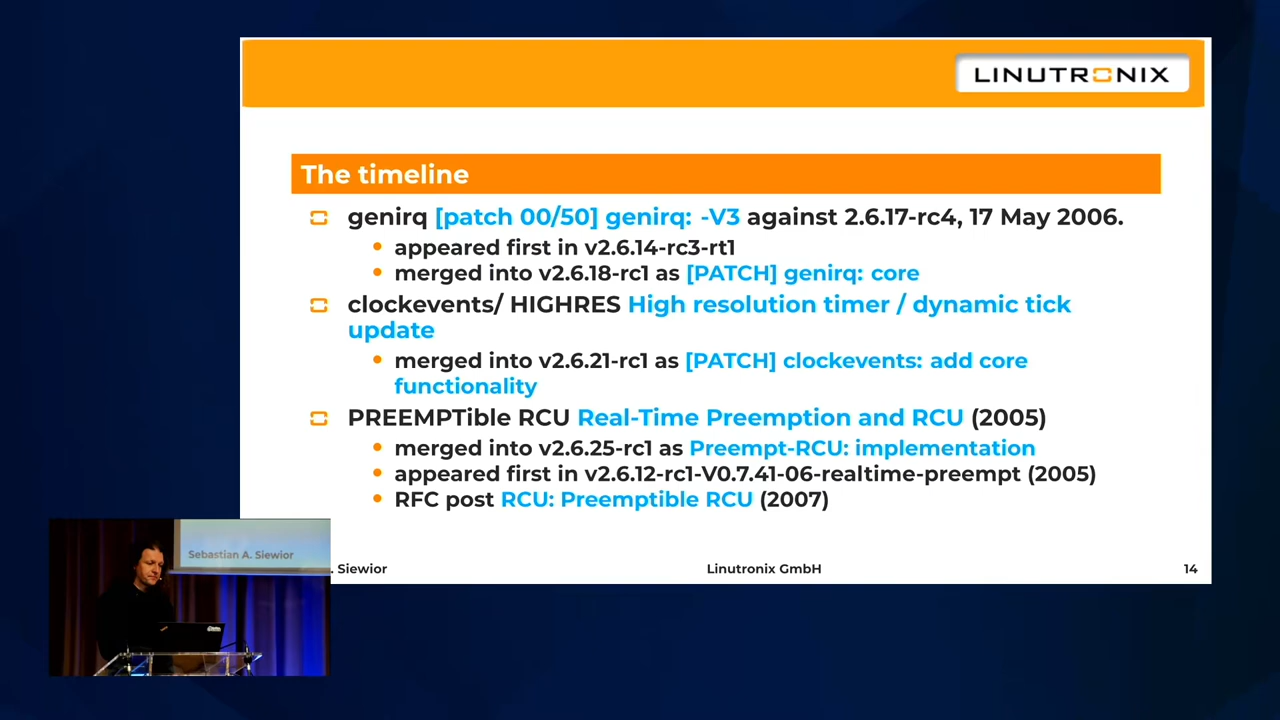 LINUTRONIX
The timeline
genirq [patch 00/50] genirq: -V3 against 2.6.17-rc4, 17 May 2006.
appeared first in v2.6.14-rc3-rt1
merged into v2.6.18-rc1 as [PATCH] genirq: core
clockevents/ HIGHRES High resolution timer / dynamic tick
update
merged into v2.6.21-rc1 as [PATCH] clockevents: add core
functionality
PREEMPTible RCU Real-Time Preemption and RCU (2005)
merged into v2.6.25-rc1 as Preempt-RCU: implementation
appeared first in v2.6.12-rc1-V0.7.41-06-realtime-preempt (2005)
RFC post RCU: Preemptible RCU (2007)
Sebastian A. Siewior
. Siewior
Linutronix GmbH
14